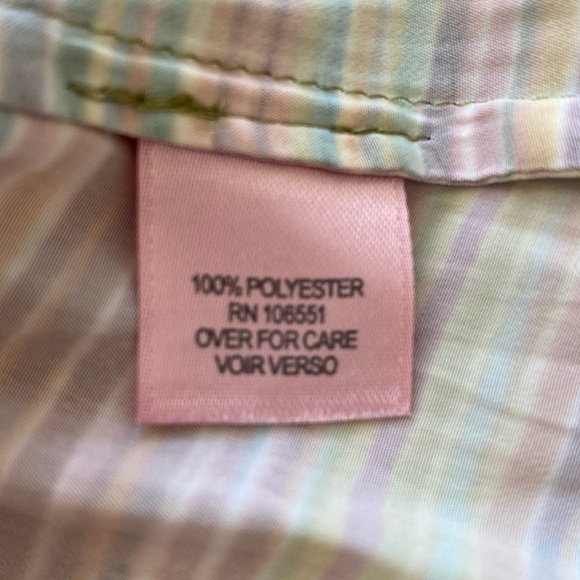 100% POLYESTER
RN 106551
OVER FOR CARE
VOIR VERSO